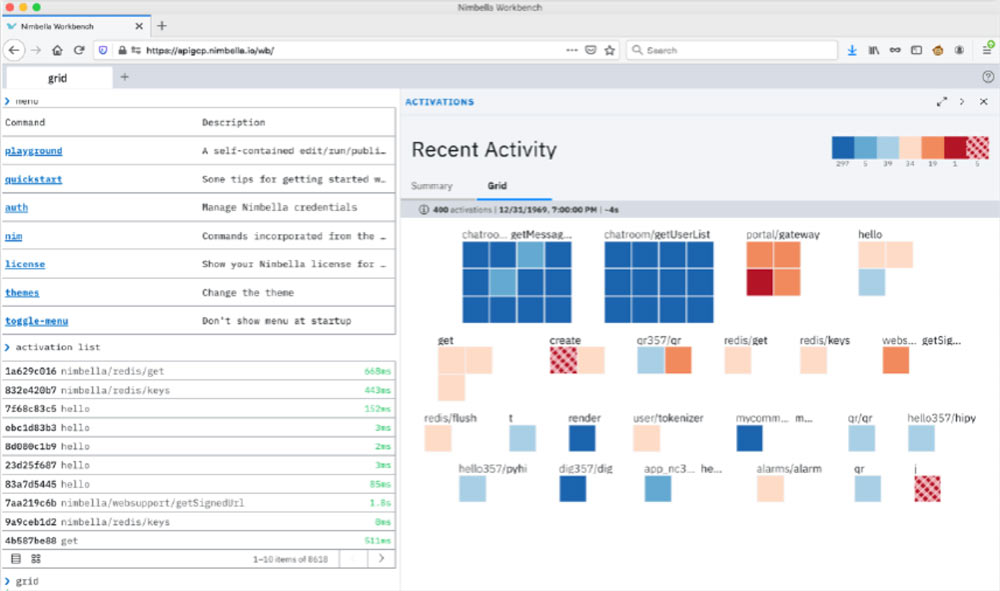 Nimbella Workbench
Nimbella Workbench
https://apigcp.nimbella.io/wb/
Search
grid
menu
Command Description
playground A self-contained edit/run/publi…
quickstart Some tips for getting started w…
auth Manage Nimbella credentials
nim Commands incorporated from the …
license Show your Nimbella license for …
themes Change the theme
toggle-menu Don't show menu at startup
activation list
1a629c016 nimbella/redis/get 668ms
832e420b7 nimbella/redis/keys 443ms
7f68c83c5 hello 152ms
ebc1d83b3 hello 3ms
8d080c1b9 hello 2ms
23d25f687 hello 3ms
83a7d5445 hello 85ms
7aa219c6b nimbella/websupport/getSignedUrl 1.8s
9a9ceb1d2 nimbella/redis/keys 8ms
4b587be88 get 511ms
1–10 items of 8618
grid
ACTIVATIONS
Recent Activity
297 5 39 34 19 1 5
Summary Grid
400 activations | 12/31/1969, 7:00:00 PM | ~4s
chatroo… getMessag… chatroom/getUserList portal/gateway hello
get create qr357/qr redis/get redis/keys webs… getSig…
redis/flush t render user/tokenizer mycomm… m… qr/qr hello357/hipy
hello357/pyhi dig357/dig app_nc3… he… alarms/alarm qr j